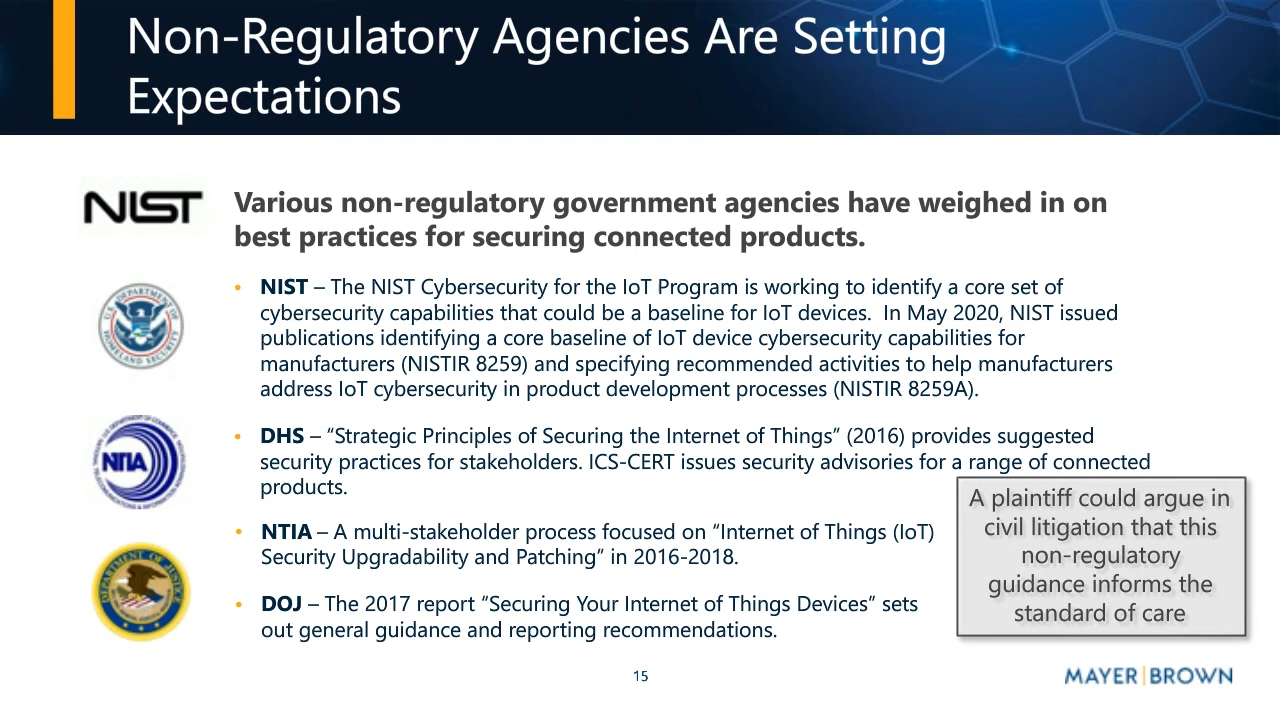 Non-Regulatory Agencies Are Setting
Expectations
NIST
Various non-regulatory government agencies have weighed in on
best practices for securing connected products.
• NIST – The NIST Cybersecurity for the IoT Program is working to identify a core set of
cybersecurity capabilities that could be a baseline for IoT devices.  In May 2020, NIST issued
publications identifying a core baseline of IoT device cybersecurity capabilities for
manufacturers (NISTIR 8259) and specifying recommended activities to help manufacturers
address IoT cybersecurity in product development processes (NISTIR 8259A).
U.S. DEPARTMENT OF
HOMELAND SECURITY
• DHS – “Strategic Principles of Securing the Internet of Things” (2016) provides suggested
security practices for stakeholders. ICS-CERT issues security advisories for a range of connected
products.
NTIA
• NTIA – A multi-stakeholder process focused on “Internet of Things (IoT)
Security Upgradability and Patching” in 2016-2018.
DEPARTMENT OF JUSTICE
• DOJ – The 2017 report “Securing Your Internet of Things Devices” sets
out general guidance and reporting recommendations.
A plaintiff could argue in
civil litigation that this
non-regulatory
guidance informs the
standard of care
15
MAYER|BROWN